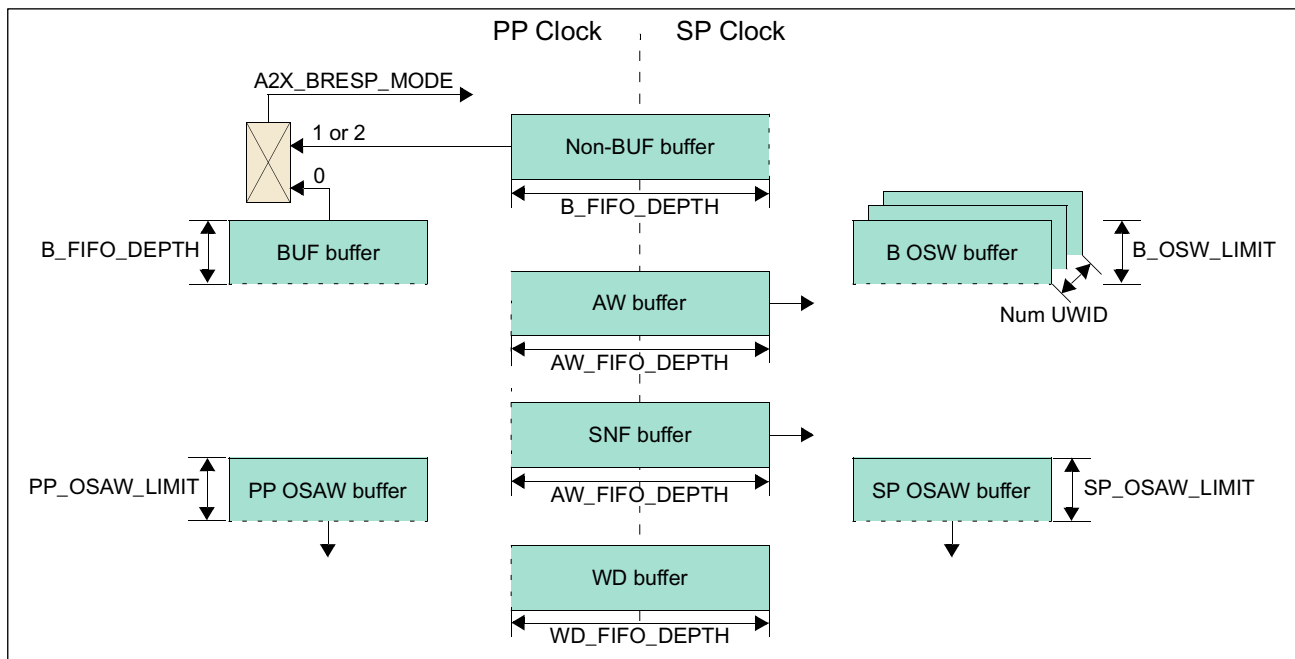 PP Clock
SP Clock
A2X_BRESP_MODE
1 or 2
Non-BUF buffer
0
B_FIFO_DEPTH
B_FIFO_DEPTH
BUF buffer
B OSW buffer
B_OSW_LIMIT
AW buffer
Num UWID
AW_FIFO_DEPTH
SNF buffer
PP_OSAW_LIMIT
PP OSAW buffer
AW_FIFO_DEPTH
SP OSAW buffer
SP_OSAW_LIMIT
WD buffer
WD_FIFO_DEPTH